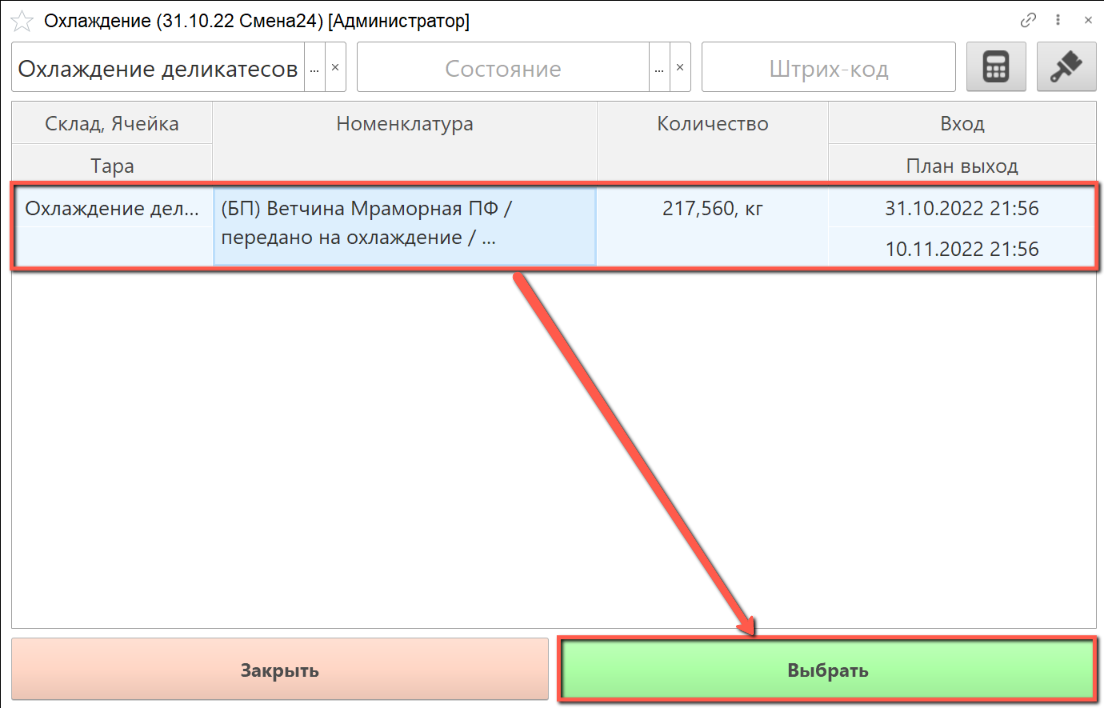 Охлаждение (31.10.22 Смена24) [Администратор]
Охлаждение деликатесов ... × Состояние ... × Штрих-код
Склад, Ячейка Номенклатура Количество Вход
Тара План выход
Охлаждение дел... (БП) Ветчина Мраморная ПФ / 217,560, кг 31.10.2022 21:56
передано на охлаждение / ... 10.11.2022 21:56
Закрыть Выбрать